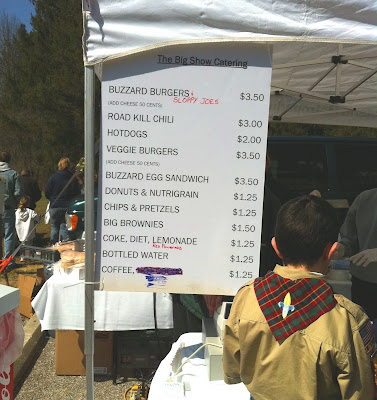 The Big Show Catering
BUZZARD BURGERS & $3.50
SLOPPY JOES
(ADD CHEESE 50 CENTS)
ROAD KILL CHILI $3.00
HOTDOGS $2.00
VEGGIE BURGERS $3.50
(ADD CHEESE 50 CENTS)
BUZZARD EGG SANDWICH $3.50
DONUTS & NUTRIGRAIN $1.25
CHIPS & PRETZELS $1.25
BIG BROWNIES $1.50
COKE, DIET, LEMONADE $1.25
BOTTLED WATER $1.25
COFFEE, $1.25